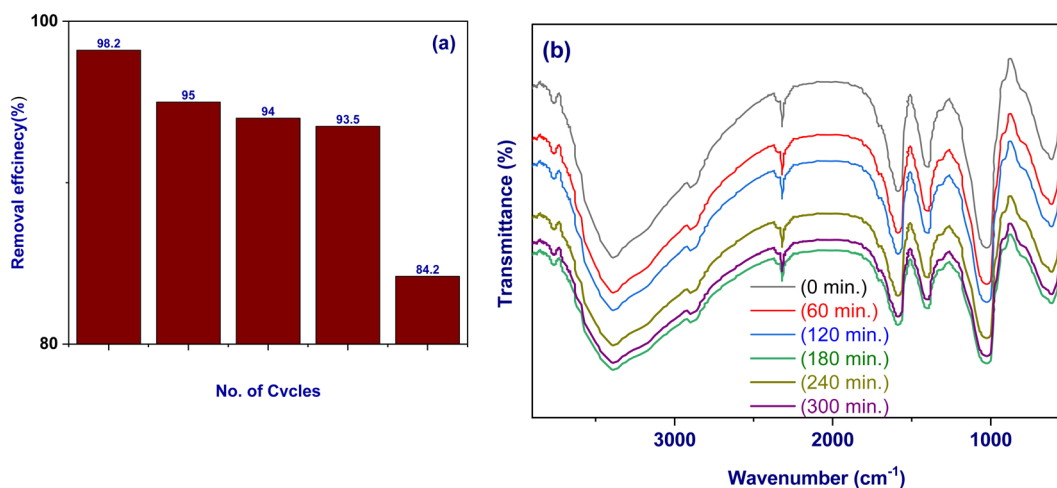 100
(a)
98.2
95
94
93.5
84.2
80
Removal effcinecy(%)
No. of Cvcles
(b)
Transmittance (%)
(0 min.)
(60 min.)
(120 min.)
(180 min.)
(240 min.)
(300 min.)
3000
2000
1000
Wavenumber (cm⁻¹)